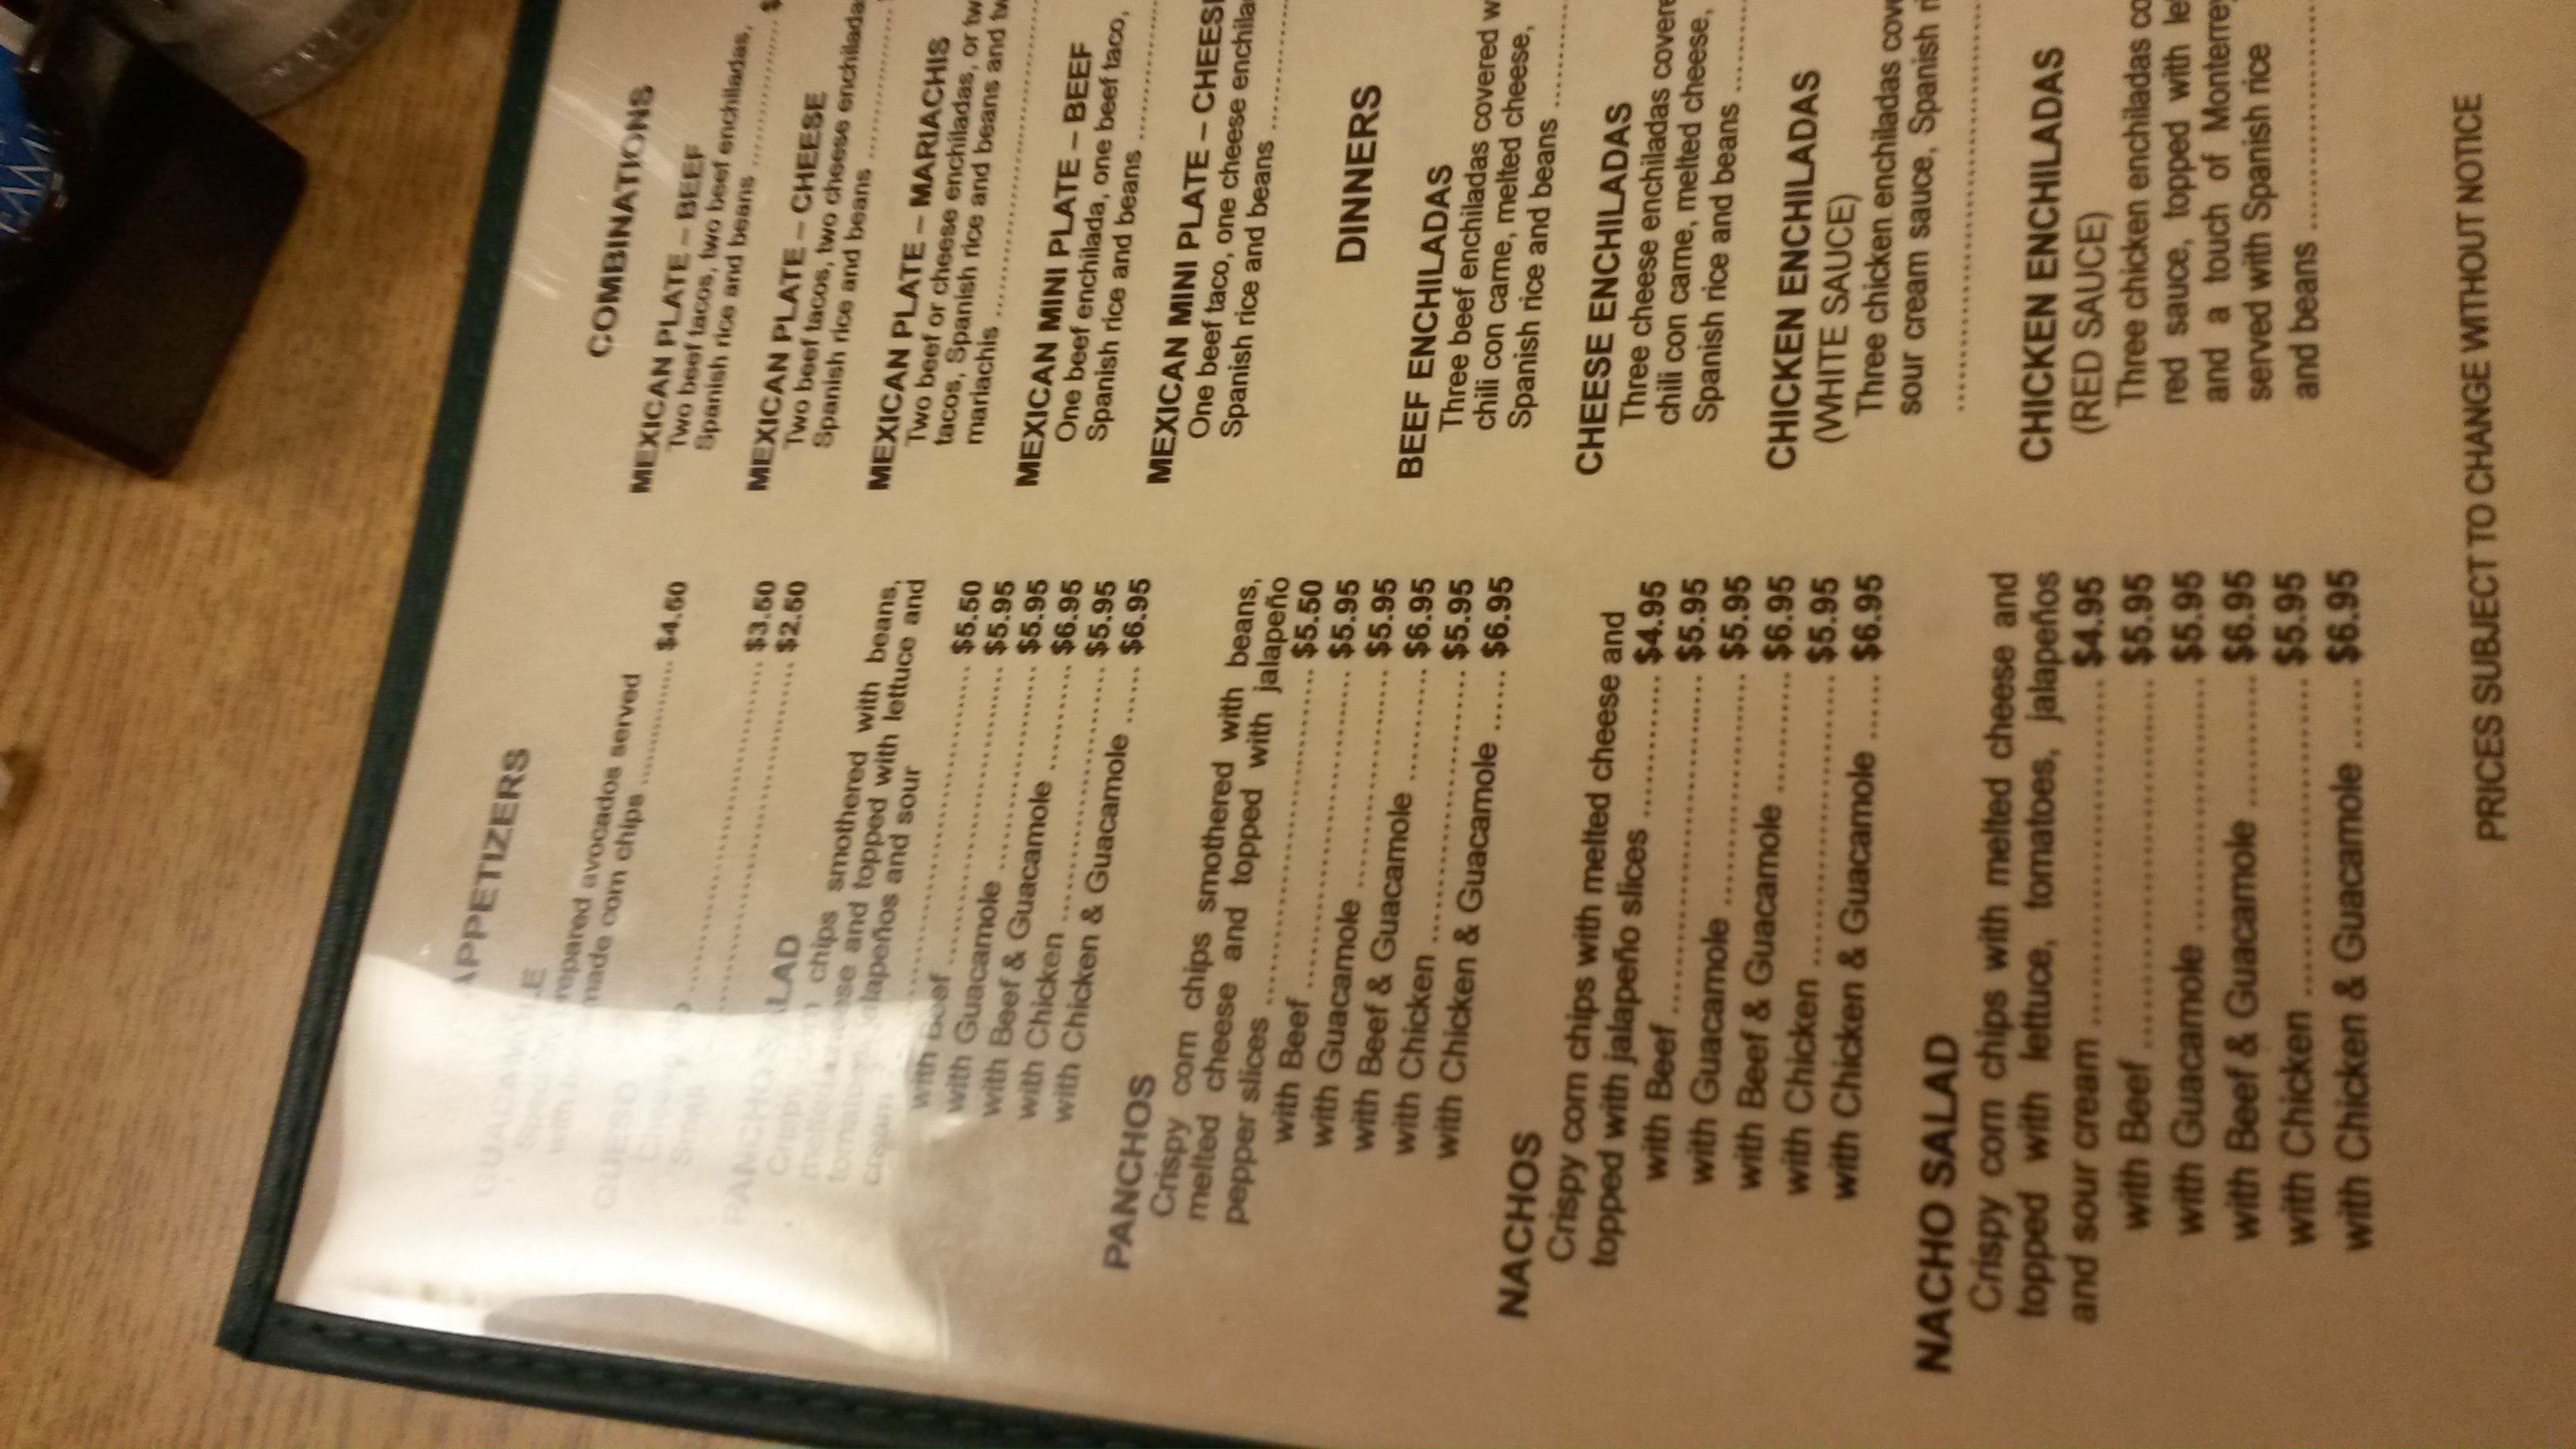 APPETIZERS
GUACAMOLE
prepared avocados served
made corn chips $4.50
QUESO
$3.50
Small $2.50
PANCHO SALAD
Crispy corn chips smothered with beans,
melted cheese and topped with lettuce and
jalapeños and sour
cream
with Beef $5.50
with Guacamole $5.95
with Beef & Guacamole $5.95
with Chicken $6.95
with Chicken & Guacamole $5.95
$6.95
PANCHOS
Crispy corn chips smothered with beans,
melted cheese and topped with jalapeño
pepper slices $5.50
with Beef $5.95
with Guacamole $5.95
with Beef & Guacamole $6.95
with Chicken $5.95
with Chicken & Guacamole $6.95
NACHOS
Crispy corn chips with melted cheese and
topped with jalapeño slices $4.95
with Beef $5.95
with Guacamole $5.95
with Beef & Guacamole $6.95
with Chicken $5.95
with Chicken & Guacamole $6.95
NACHO SALAD
Crispy corn chips with melted cheese and
topped with lettuce, tomatoes, jalapeños
and sour cream $4.95
with Beef $5.95
with Guacamole $5.95
with Beef & Guacamole $6.95
with Chicken $5.95
with Chicken & Guacamole $6.95
COMBINATIONS
MEXICAN PLATE – BEEF
Two beef tacos, two beef enchiladas,
Spanish rice and beans $
MEXICAN PLATE – CHEESE
Two beef tacos, two cheese enchiladas
Spanish rice and beans
MEXICAN PLATE – MARIACHIS
Two beef or cheese enchiladas, or
tacos, Spanish rice and beans and
mariachis
MEXICAN MINI PLATE – BEEF
One beef enchilada, one beef taco,
Spanish rice and beans
MEXICAN MINI PLATE – CHEESE
One beef taco, one cheese
Spanish rice and beans
DINNERS
BEEF ENCHILADAS
Three beef enchiladas covered
chili con carne, melted cheese,
Spanish rice and beans
CHEESE ENCHILADAS
Three cheese enchiladas
chili con carne, melted cheese,
Spanish rice and beans
CHICKEN ENCHILADAS
(WHITE SAUCE)
Three chicken enchiladas
sour cream sauce, Spanish
CHICKEN ENCHILADAS
(RED SAUCE)
Three chicken enchiladas
red sauce, topped with
and a touch of Monterrey
served with Spanish rice
and beans
PRICES SUBJECT TO CHANGE WITHOUT NOTICE